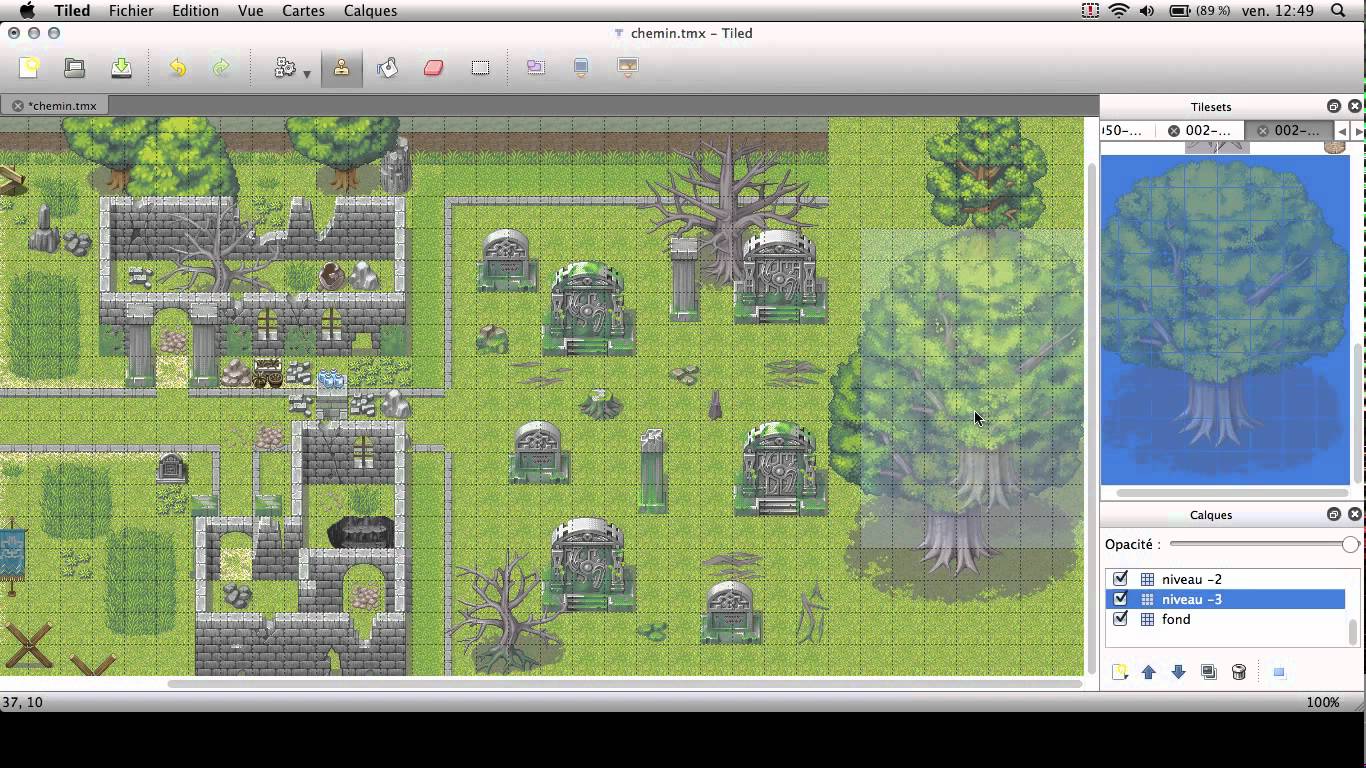 Tiled Fichier Edition Vue Cartes Calques (89 %) ven. 12:49
chemin.tmx – Tiled
*chemin.tmx
Tilesets
50-... 002-... 002-...
Calques
Opacité :
niveau -2
niveau -3
fond
37, 10 100%